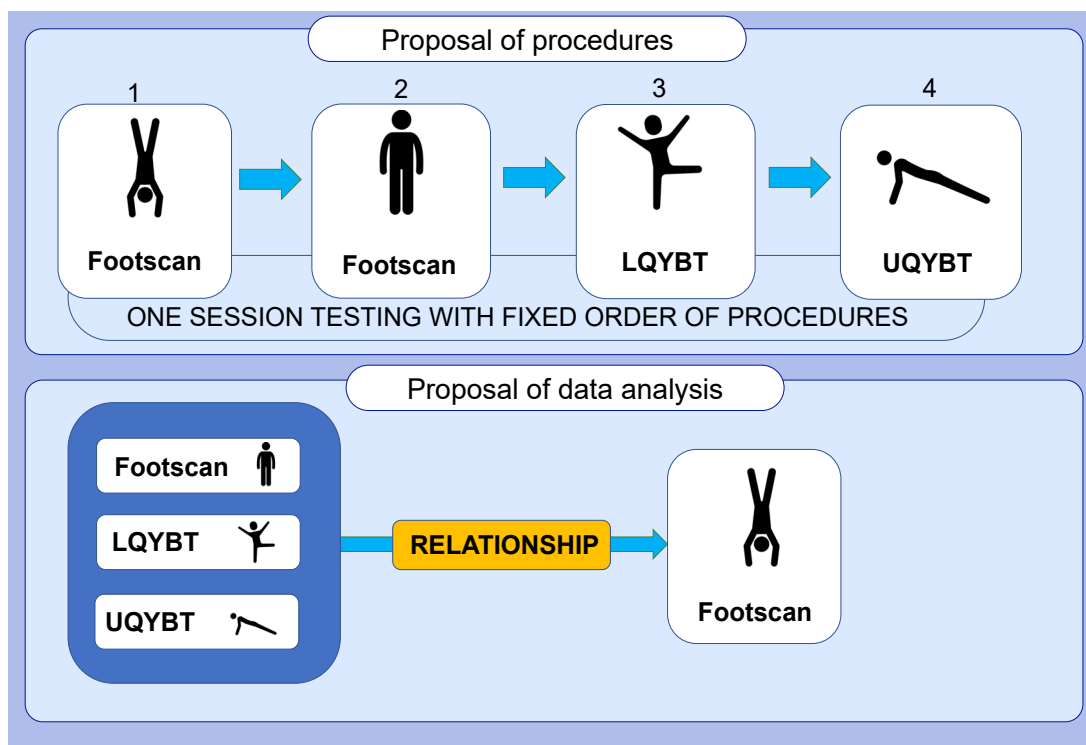 Proposal of procedures
1
2
3
4
Footscan
Footscan
LQYBT
UQYBT
ONE SESSION TESTING WITH FIXED ORDER OF PROCEDURES
Proposal of data analysis
Footscan
LQYBT
UQYBT
RELATIONSHIP
Footscan